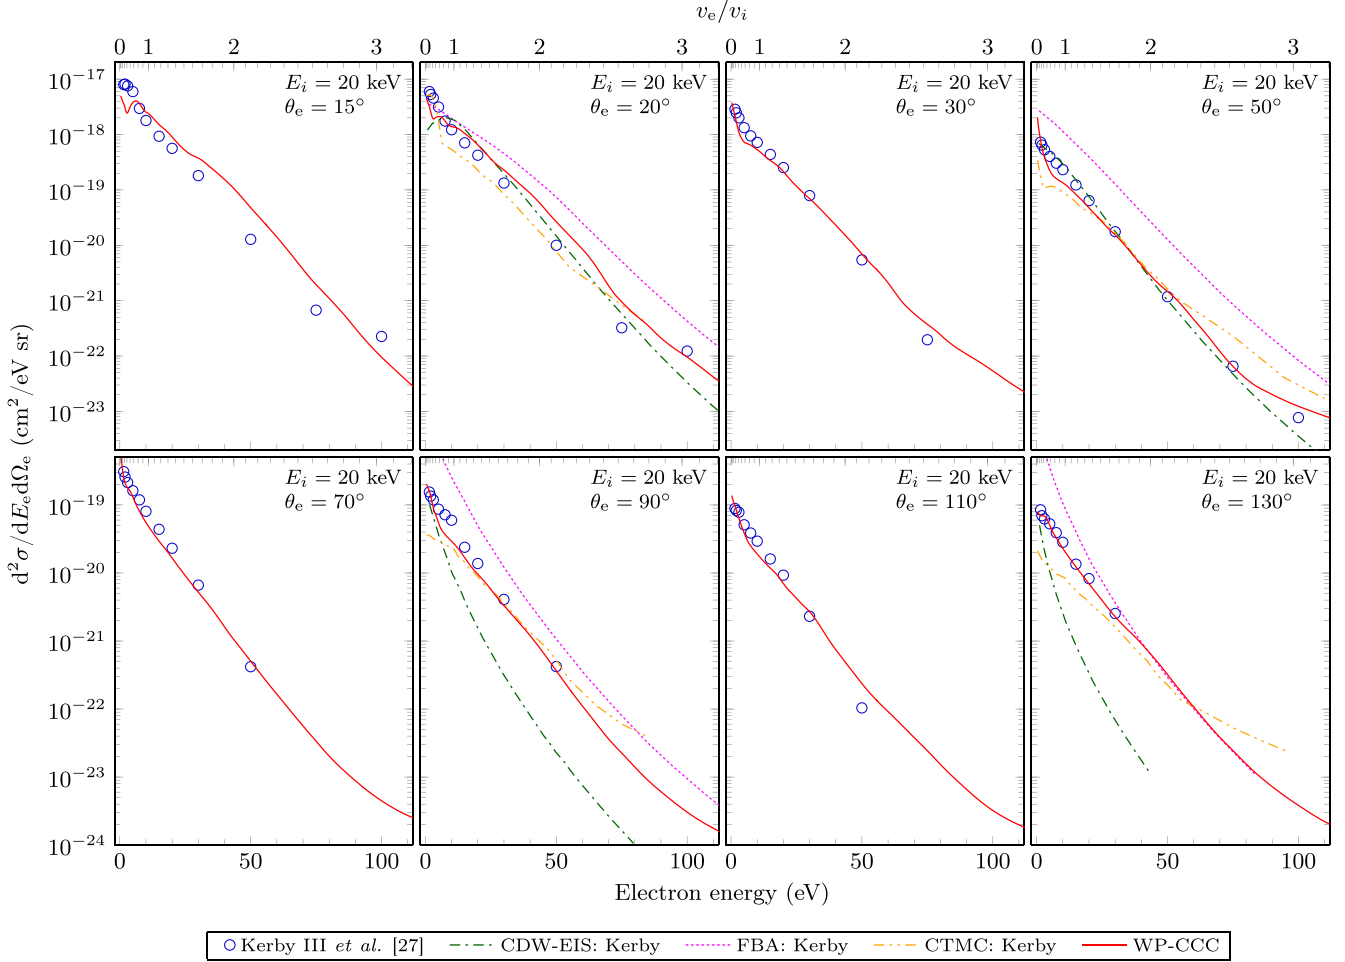 v_e/v_i
0 1 2 3 0 1 2 3 0 1 2 3 0 1 2 3
10^−17
10^−18
10^−19
10^−20
10^−21
10^−22
10^−23
E_i = 20 keV
θ_e = 15°
E_i = 20 keV
θ_e = 20°
E_i = 20 keV
θ_e = 30°
E_i = 20 keV
θ_e = 50°
d²σ/dE_edΩ_e (cm²/eV sr)
10^−19
10^−20
10^−21
10^−22
10^−23
10^−24
E_i = 20 keV
θ_e = 70°
E_i = 20 keV
θ_e = 90°
E_i = 20 keV
θ_e = 110°
E_i = 20 keV
θ_e = 130°
0 50 100 0 50 100 0 50 100 0 50 100
Electron energy (eV)
Kerby III et al. [27] CDW-EIS: Kerby FBA: Kerby CTMC: Kerby WP-CCC